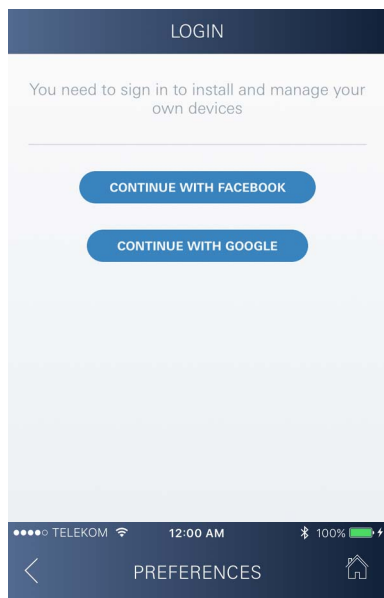 LOGIN
You need to sign in to install and manage your
own devices
CONTINUE WITH FACEBOOK
CONTINUE WITH GOOGLE
TELEKOM 12:00 AM 100%
PREFERENCES